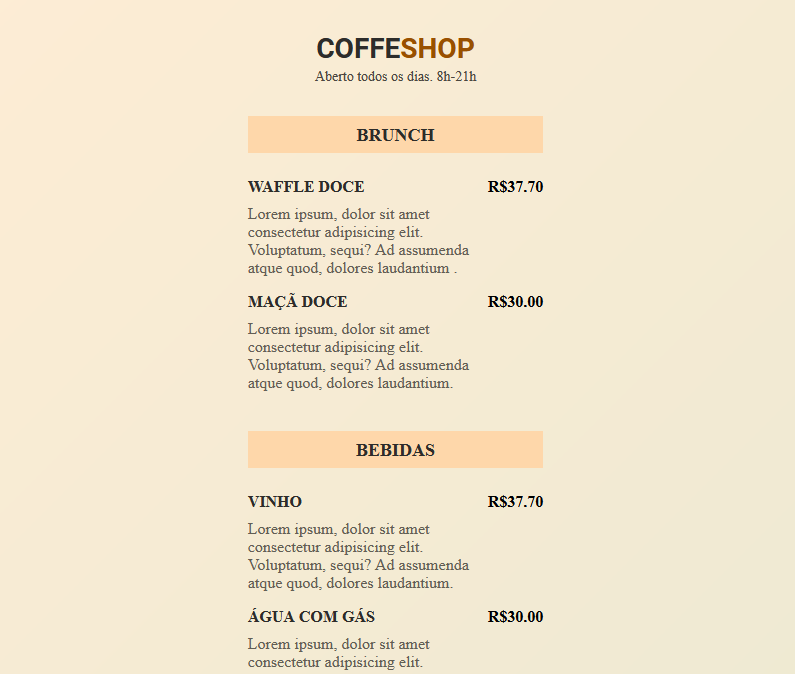 COFFESHOP
Aberto todos os dias. 8h-21h
BRUNCH
WAFFLE DOCE R$37.70
Lorem ipsum, dolor sit amet
consectetur adipisicing elit.
Voluptatum, sequi? Ad assumenda
atque quod, dolores laudantium .
MAÇÃ DOCE R$30.00
Lorem ipsum, dolor sit amet
consectetur adipisicing elit.
Voluptatum, sequi? Ad assumenda
atque quod, dolores laudantium.
BEBIDAS
VINHO R$37.70
Lorem ipsum, dolor sit amet
consectetur adipisicing elit.
Voluptatum, sequi? Ad assumenda
atque quod, dolores laudantium.
ÁGUA COM GÁS R$30.00
Lorem ipsum, dolor sit amet
consectetur adipisicing elit.